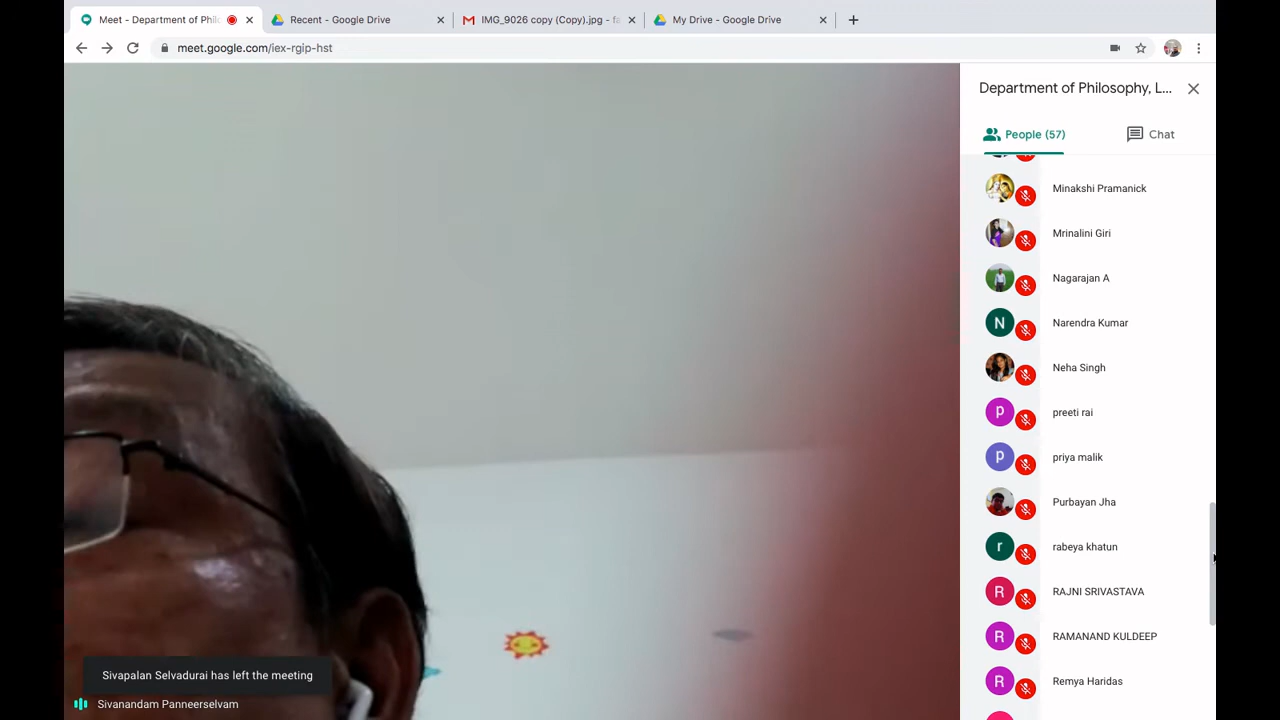 Meet - Department of Phil
Recent - Google Drive
IMG_9026 copy (Copy).jpg - fa
My Drive - Google Drive
meet.google.com/iex-rgip-hst
Department of Philosophy, L...
People (57)
Chat
Minakshi Pramanick
Mrinalini Giri
Nagarajan A
N
Narendra Kumar
Neha Singh
p
preeti rai
p
priya malik
Purbayan Jha
r
rabeya khatun
R
RAJNI SRIVASTAVA
R
RAMANAND KULDEEP
R
Remya Haridas
Sivapalan Selvadurai has left the meeting
Sivanandam Panneerselvam